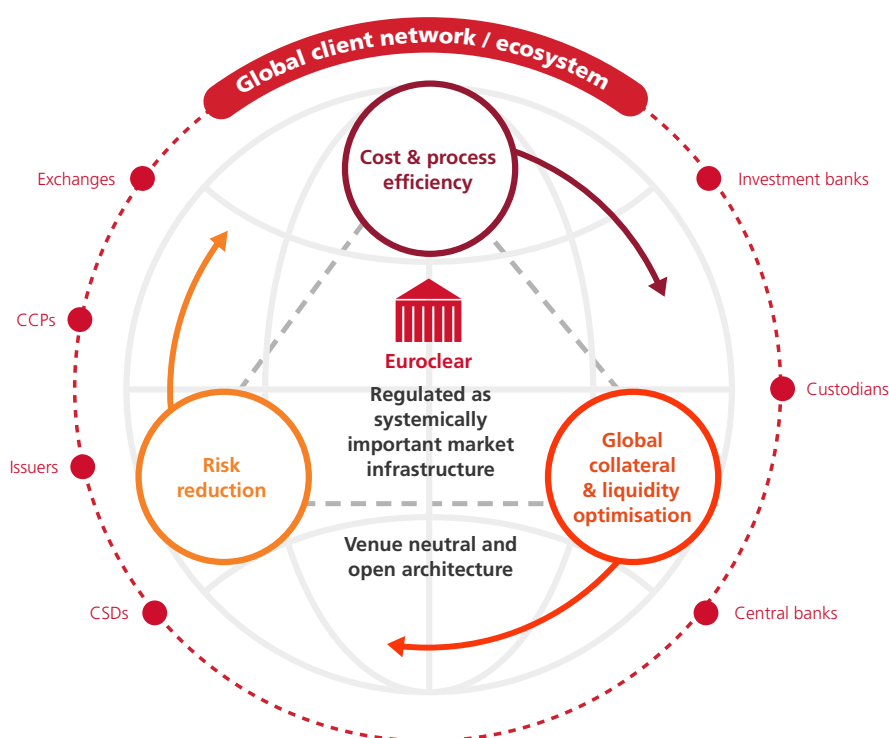 Global client network / ecosystem
Cost & process
efficiency
Exchanges
Investment banks
CCPs
Euroclear
Regulated as
systemically
important market
infrastructure
Custodians
Issuers
Risk
reduction
Global
collateral
& liquidity
optimisation
Venue neutral and
open architecture
CSDs
Central banks